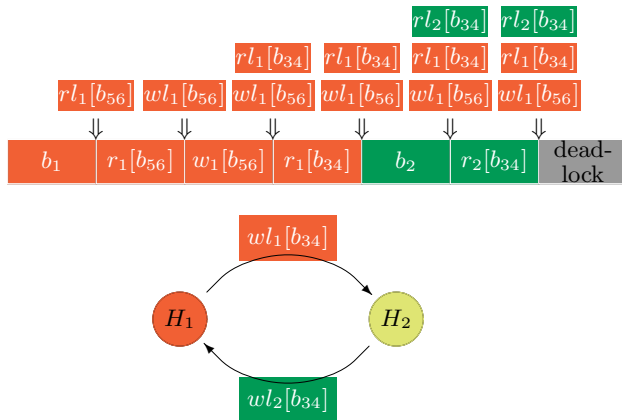 rl₂[b₃₄] rl₂[b₃₄]
rl₁[b₃₄] rl₁[b₃₄] rl₁[b₃₄] rl₁[b₃₄]
rl₁[b₅₆] wl₁[b₅₆] wl₁[b₅₆] wl₁[b₅₆] wl₁[b₅₆] wl₁[b₅₆]
⇓ ⇓ ⇓ ⇓ ⇓ ⇓
b₁ r₁[b₅₆] w₁[b₅₆] r₁[b₃₄] b₂ r₂[b₃₄] dead-
lock
wl₁[b₃₄]
H₁ H₂
wl₂[b₃₄]